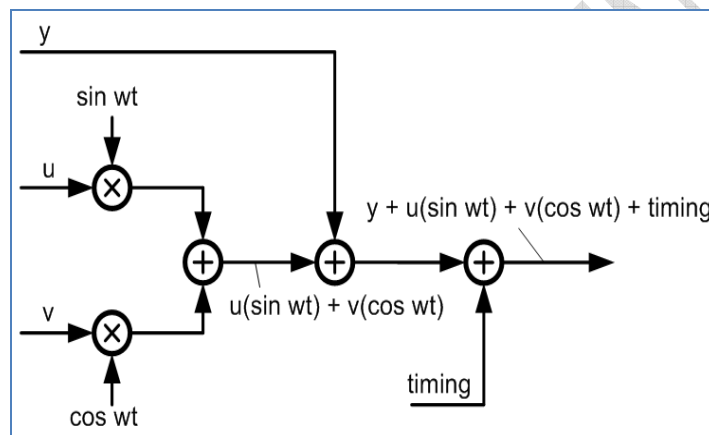 y
sin wt
u
y + u(sin wt) + v(cos wt) + timing
u(sin wt) + v(cos wt)
v
timing
cos wt